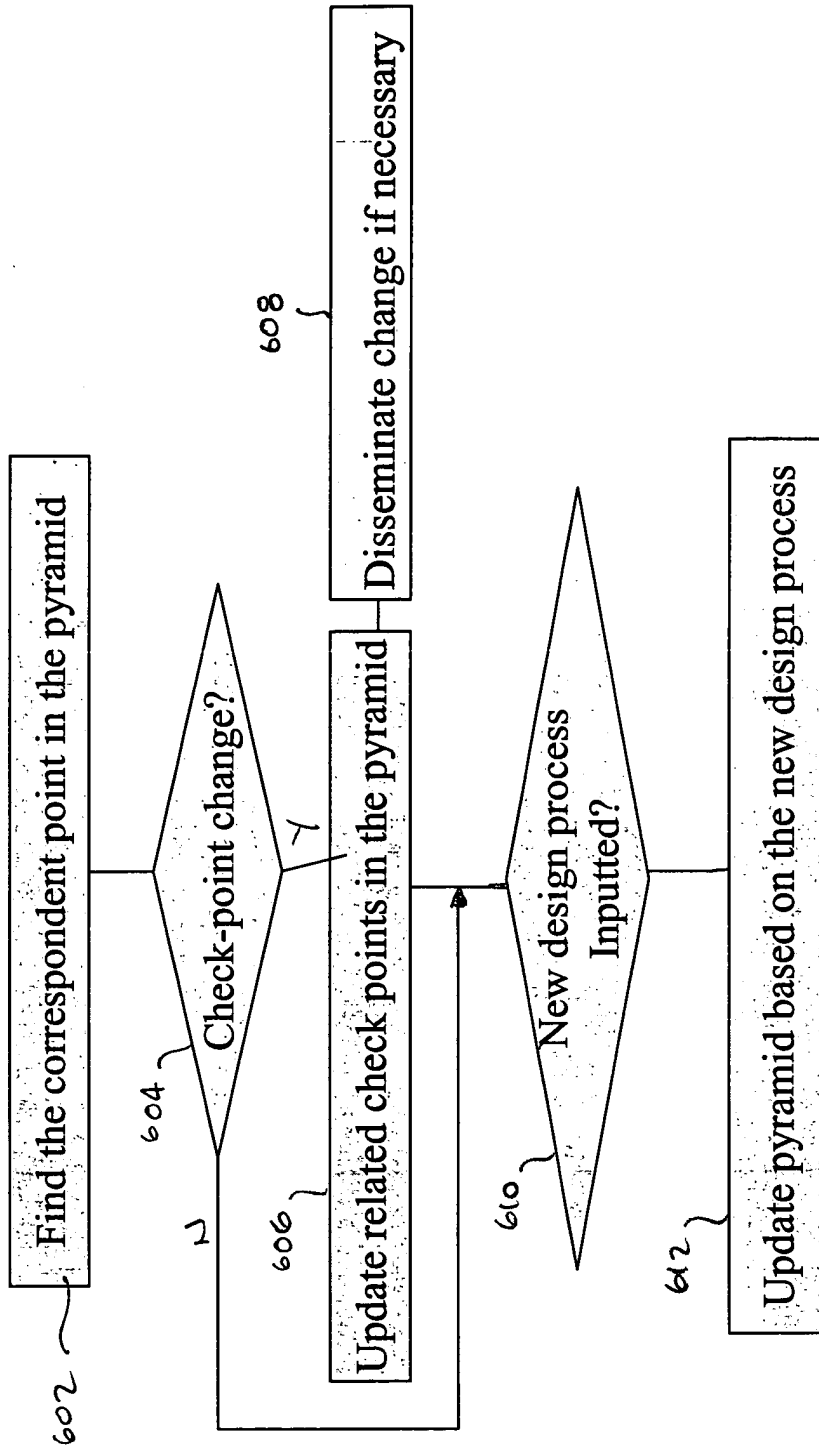 602
Find the correspondent point in the pyramid
604
Check-point change?
N
Y
606
Update related check points in the pyramid
608
Disseminate change if necessary
610
New design process
Inputted?
612
Update pyramid based on the new design process